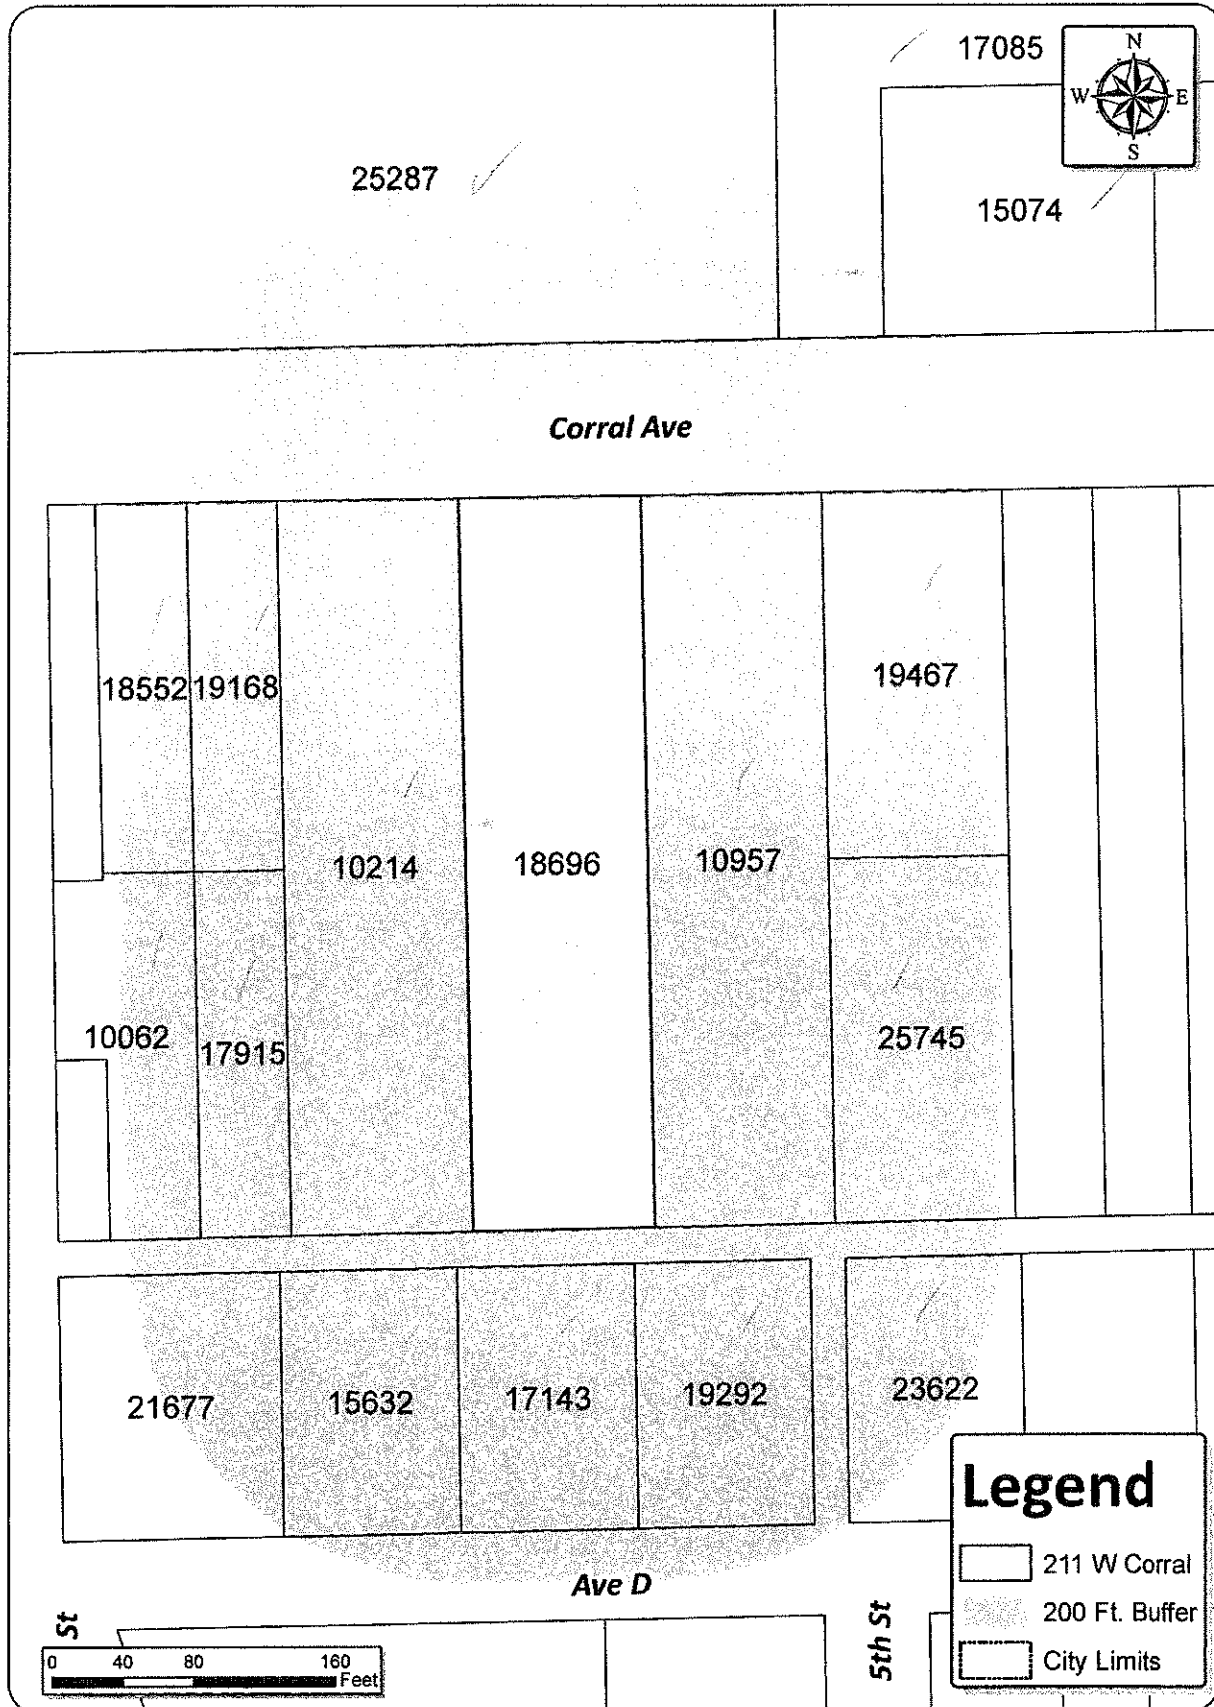 17085
N
W E
S
25287
15074
Corral Ave
18552 19168
19467
10214
18696
10957
10062
17915
25745
21677
15632
17143
19292
23622
Legend
211 W Corral
200 Ft. Buffer
City Limits
Ave D
St
5th St
0 40 80 160
Feet